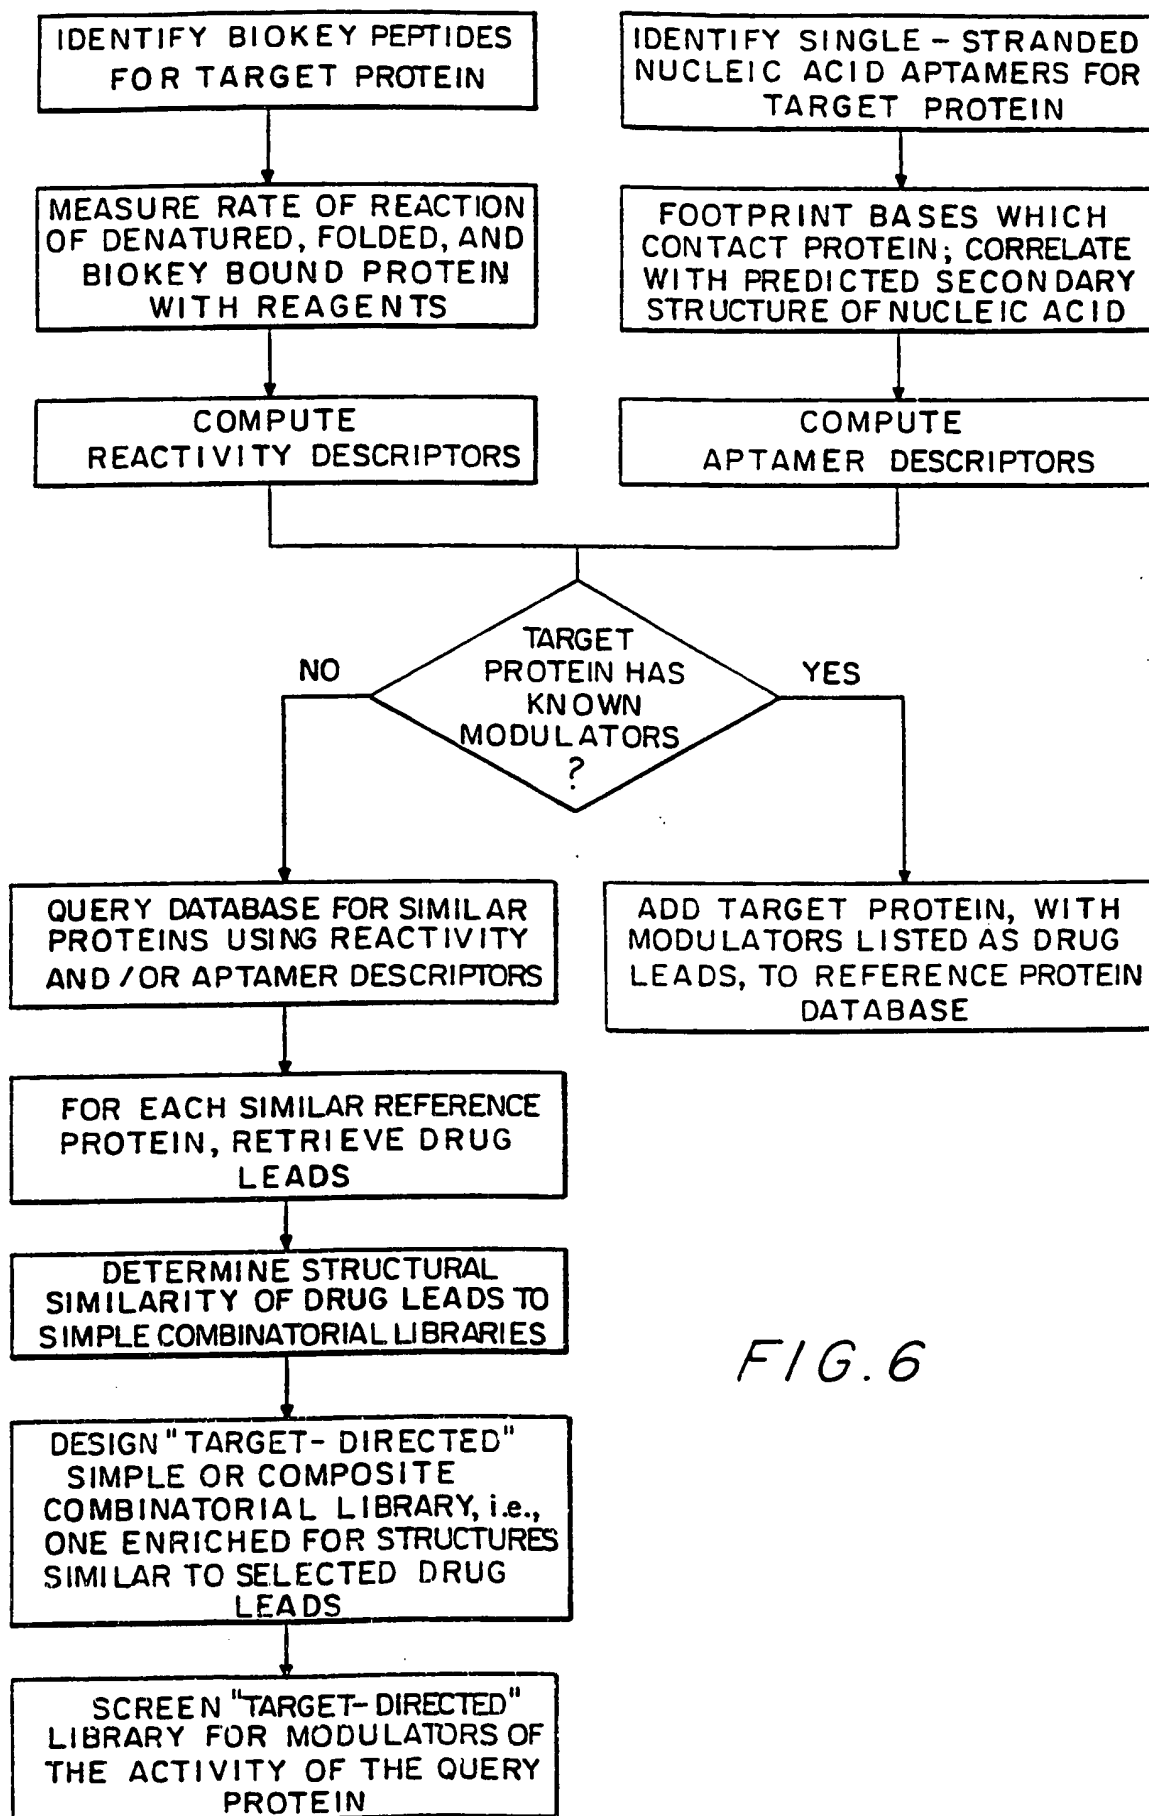 IDENTIFY BIOKEY PEPTIDES
FOR TARGET PROTEIN
IDENTIFY SINGLE-STRANDED
NUCLEIC ACID APTAMERS FOR
TARGET PROTEIN
MEASURE RATE OF REACTION
OF DENATURED, FOLDED, AND
BIOKEY BOUND PROTEIN
WITH REAGENTS
FOOTPRINT BASES WHICH
CONTACT PROTEIN; CORRELATE
WITH PREDICTED SECONDARY
STRUCTURE OF NUCLEIC ACID
COMPUTE
REACTIVITY DESCRIPTORS
COMPUTE
APTAMER DESCRIPTORS
TARGET
PROTEIN HAS
KNOWN
MODULATORS
?
NO
YES
QUERY DATABASE FOR SIMILAR
PROTEINS USING REACTIVITY
AND/OR APTAMER DESCRIPTORS
ADD TARGET PROTEIN, WITH
MODULATORS LISTED AS DRUG
LEADS, TO REFERENCE PROTEIN
DATABASE
FOR EACH SIMILAR REFERENCE
PROTEIN, RETRIEVE DRUG
LEADS
DETERMINE STRUCTURAL
SIMILARITY OF DRUG LEADS TO
SIMPLE COMBINATORIAL LIBRARIES
DESIGN "TARGET-DIRECTED"
SIMPLE OR COMPOSITE
COMBINATORIAL LIBRARY, i.e.,
ONE ENRICHED FOR STRUCTURES
SIMILAR TO SELECTED DRUG
LEADS
SCREEN "TARGET-DIRECTED"
LIBRARY FOR MODULATORS OF
THE ACTIVITY OF THE QUERY
PROTEIN
FIG.6